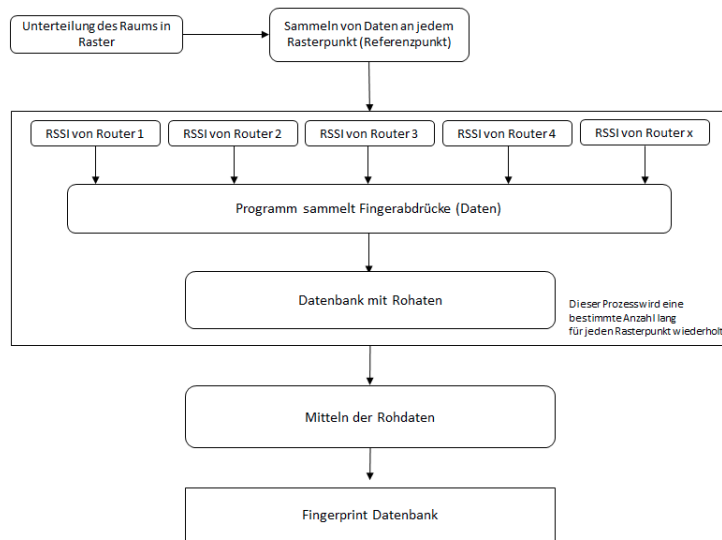 Unterteilung des Raums in
Raster
Sammeln von Daten an jedem
Rasterpunkt (Referenzpunkt)
RSSI von Router 1
RSSI von Router 2
RSSI von Router 3
RSSI von Router 4
RSSI von Router x
Programm sammelt Fingerabdrücke (Daten)
Datenbank mit Rohaten
Dieser Prozess wird eine
bestimmte Anzahl lang
für jeden Rasterpunkt wiederholt
Mitteln der Rohdaten
Fingerprint Datenbank